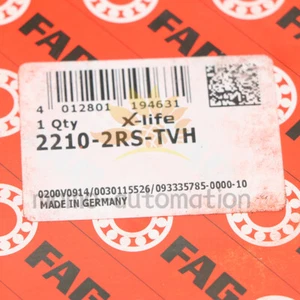 FAG
4 012801 194631
1 Qty X-life
2210-2RS-TVH
0200V0914/0030115526/093335785-0000-10
MADE IN GERMANY
automation
FAG
FAG